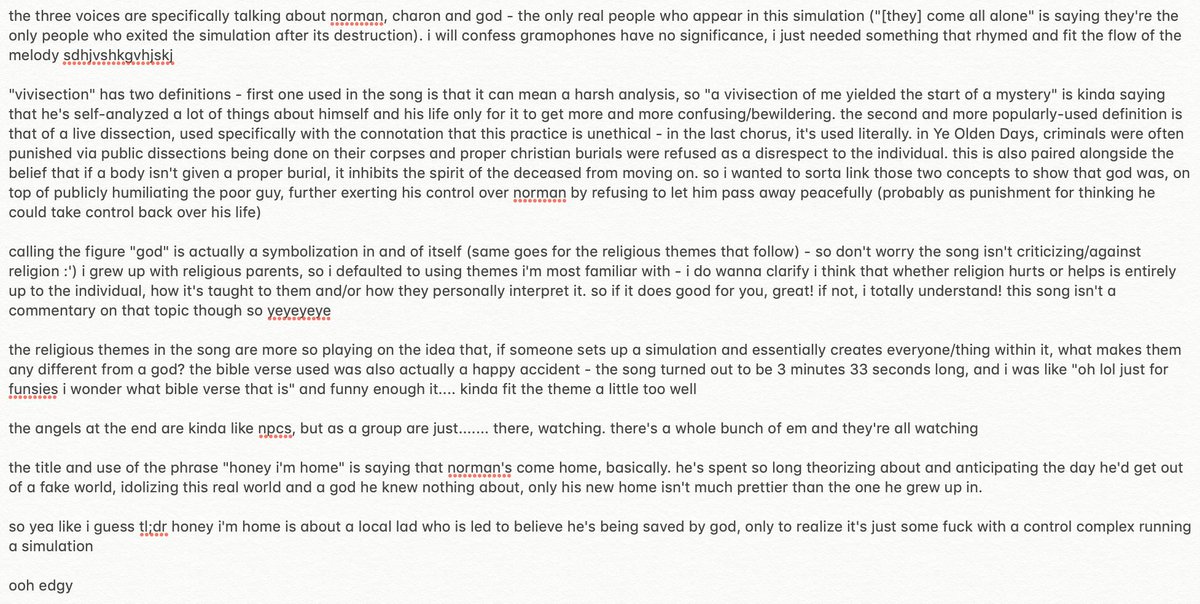 the three voices are specifically talking about norman, charon and god - the only real people who appear in this simulation ("[they] come all alone" is saying they're the
only people who exited the simulation after its destruction). i will confess gramophones have no significance, i just needed something that rhymed and fit the flow of the
melody sdhjvshkgvhjskj
"vivisection" has two definitions - first one used in the song is that it can mean a harsh analysis, so "a vivisection of me yielded the start of a mystery" is kinda saying
that he's self-analyzed a lot of things about himself and his life only for it to get more and more confusing/bewildering. the second and more popularly-used definition is
that of a live dissection, used specifically with the connotation that this practice is unethical - in the last chorus, it's used literally. in Ye Olden Days, criminals were often
punished via public dissections being done on their corpses and proper christian burials were refused as a disrespect to the individual. this is also paired alongside the
belief that if a body isn't given a proper burial, it inhibits the spirit of the deceased from moving on. so i wanted to sorta link those two concepts to show that god was, on
top of publicly humiliating the poor guy, further exerting his control over norman by refusing to let him pass away peacefully (probably as punishment for thinking he
could take control back over his life)
calling the figure "god" is actually a symbolization in and of itself (same goes for the religious themes that follow) - so don't worry the song isn't criticizing/against
religion :') i grew up with religious parents, so i defaulted to using themes i'm most familiar with - i do wanna clarify i think that whether religion hurts or helps is entirely
up to the individual, how it's taught to them and/or how they personally interpret it. so if it does good for you, great! if not, i totally understand! this song isn't a
commentary on that topic though so yeyeyeye
the religious themes in the song are more so playing on the idea that, if someone sets up a simulation and essentially creates everyone/thing within it, what makes them
any different from a god? the bible verse used was also actually a happy accident - the song turned out to be 3 minutes 33 seconds long, and i was like "oh lol just for
funsies i wonder what bible verse that is" and funny enough it.... kinda fit the theme a little too well
the angels at the end are kinda like npcs, but as a group are just....... there, watching. there's a whole bunch of em and they're all watching
the title and use of the phrase "honey i'm home" is saying that norman's come home, basically. he's spent so long theorizing about and anticipating the day he'd get out
of a fake world, idolizing this real world and a god he knew nothing about, only his new home isn't much prettier than the one he grew up in.
so yea like i guess tl;dr honey i'm home is about a local lad who is led to believe he's being saved by god, only to realize it's just some fuck with a control complex running
a simulation
ooh edgy